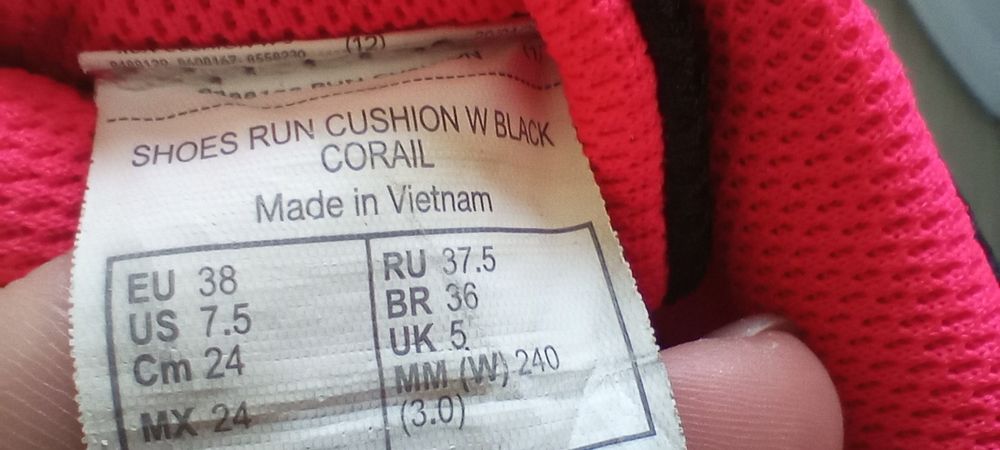 (12)
SHOES RUN CUSHION W BLACK
CORAIL
Made in Vietnam
EU 38
US 7.5
Cm 24
MX 24
RU 37.5
BR 36
UK 5
MM (W) 240
(3.0)